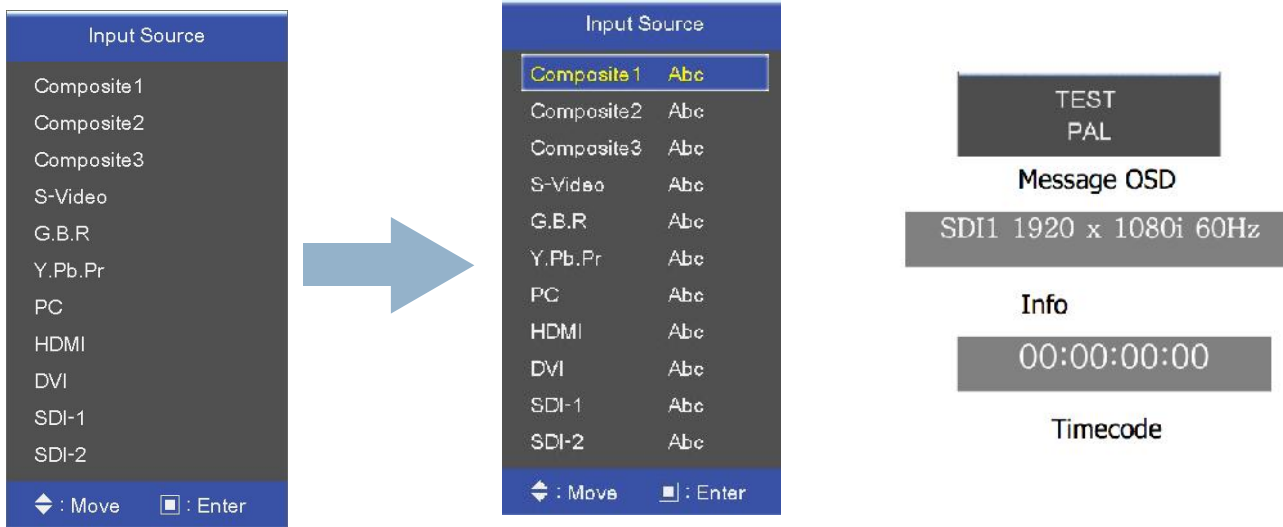 Input Source
Composite1
Composite2
Composite3
S-Video
G.B.R
Y.Pb.Pr
PC
HDMI
DVI
SDI-1
SDI-2
: Move : Enter
Input Source
Composite1 Abc
Composite2 Abc
Composite3 Abc
S-Video Abc
G.B.R Abc
Y.Pb.Pr Abc
PC Abc
HDMI Abc
DVI Abc
SDI-1 Abc
SDI-2 Abc
: Move : Enter
TEST
PAL
Message OSD
SDI1 1920 x 1080i 60Hz
Info
00:00:00:00
Timecode